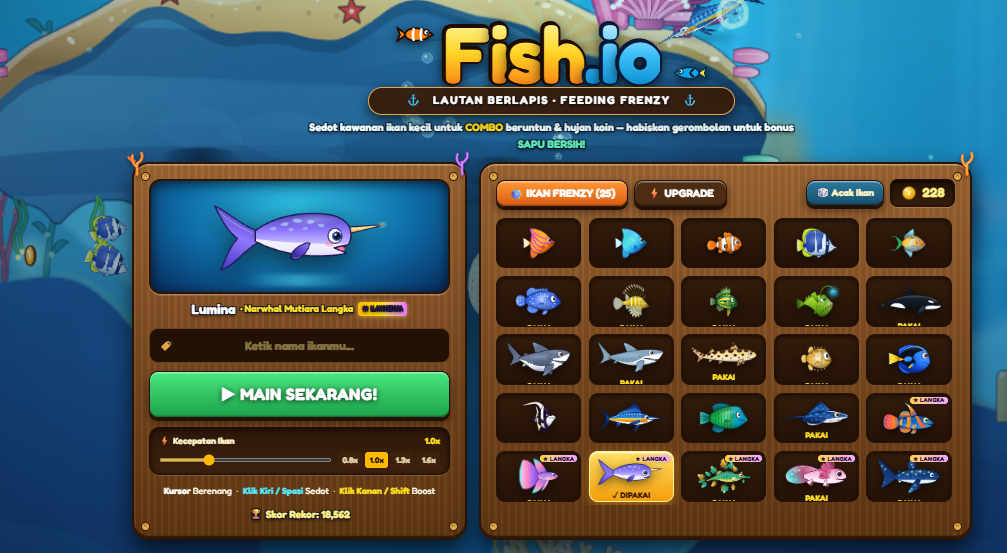 Fish.io
LAUTAN BERLAPIS · FEEDING FRENZY
Sedot kawanan ikan kecil untuk COMBO beruntun & hujan koin — habiskan gerombolan untuk bonus
SAPU BERSIH!
Lumina · Narwhal Mutiara Langka
Ketik nama ikanmu...
▶ MAIN SEKARANG!
Kecepatan Ikan 1.0x
0.8x 1.0x 1.3x 1.6x
Kursor Berenang · Klik Kiri / Spasi Sedot · Klik Kanan / Shift Boost
Skor Rekor: 18,562
IKAN FRENZY (25) UPGRADE Acak Ikan 228
PAKAI
PAKAI PAKAI
PAKAI ★ LANGKA
★ LANGKA ★ LANGKA ★ LANGKA ★ LANGKA ★ LANGKA
✓ DIPAKAI PAKAI